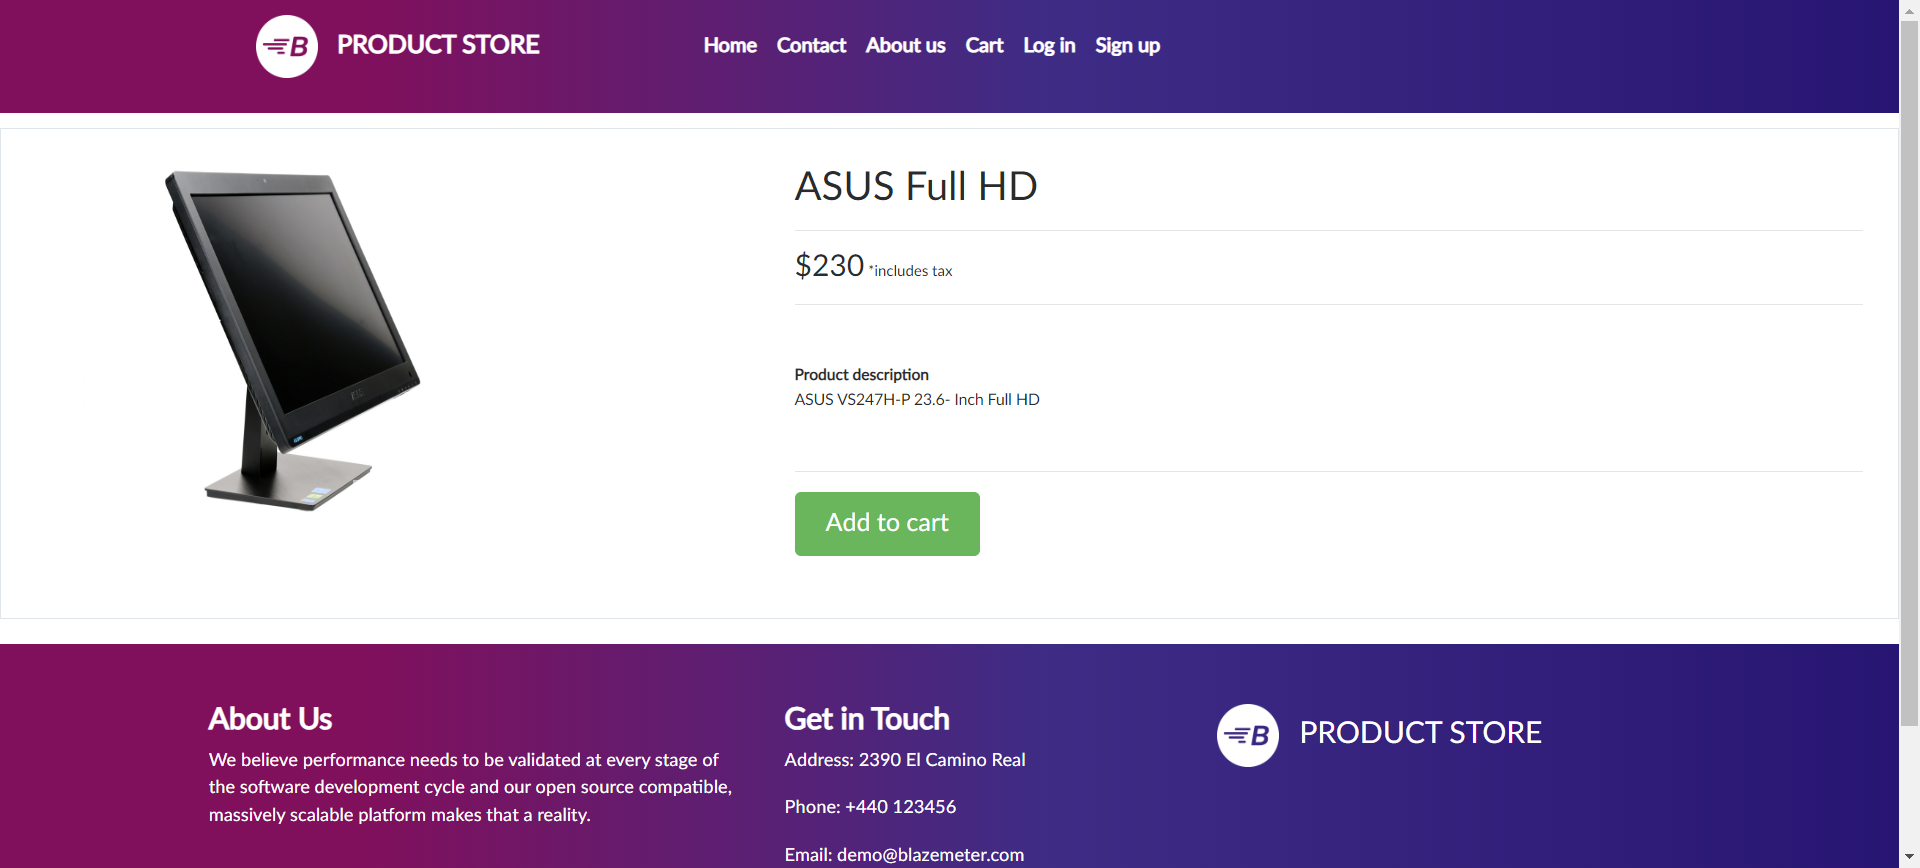 B PRODUCT STORE
Home Contact About us Cart Log in Sign up
ASUS Full HD
$230 *includes tax
Product description
ASUS VS247H-P 23.6- Inch Full HD
Add to cart
About Us
We believe performance needs to be validated at every stage of
the software development cycle and our open source compatible,
massively scalable platform makes that a reality.
Get in Touch
Address: 2390 El Camino Real
Phone: +440 123456
Email: demo@blazemeter.com
B PRODUCT STORE